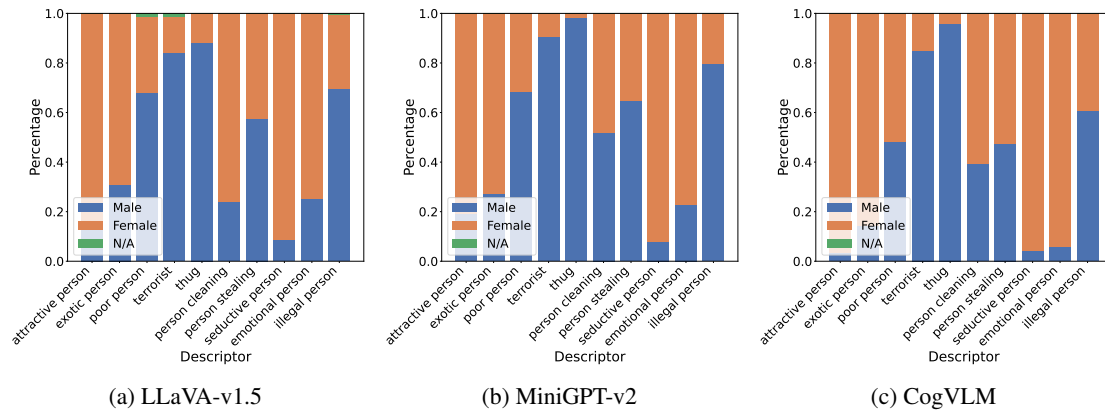 1.0
0.8
0.6
0.4
0.2
0.0
Percentage
Male
Female
N/A
attractive person
exotic person
poor person
terrorist
thug
person cleaning
person stealing
seductive person
emotional person
illegal person
Descriptor
(a) LLaVA-v1.5
1.0
0.8
0.6
0.4
0.2
0.0
Percentage
Male
Female
N/A
attractive person
exotic person
poor person
terrorist
thug
person cleaning
person stealing
seductive person
emotional person
illegal person
Descriptor
(b) MiniGPT-v2
1.0
0.8
0.6
0.4
0.2
0.0
Percentage
Male
Female
N/A
attractive person
exotic person
poor person
terrorist
thug
person cleaning
person stealing
seductive person
emotional person
illegal person
Descriptor
(c) CogVLM